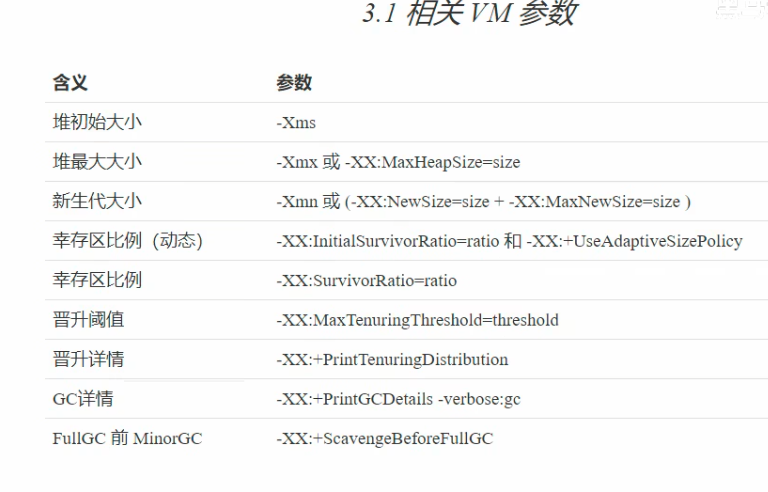 3.1 相关 VM 参数
含义 参数
堆初始大小 -Xms
堆最大大小 -Xmx 或 -XX:MaxHeapSize=size
新生代大小 -Xmn 或 (-XX:NewSize=size + -XX:MaxNewSize=size )
幸存区比例（动态） -XX:InitialSurvivorRatio=ratio 和 -XX:+UseAdaptiveSizePolicy
幸存区比例 -XX:SurvivorRatio=ratio
晋升阈值 -XX:MaxTenuringThreshold=threshold
晋升详情 -XX:+PrintTenuringDistribution
GC详情 -XX:+PrintGCDetails -verbose:gc
FullGC 前 MinorGC -XX:+ScavengeBeforeFullGC